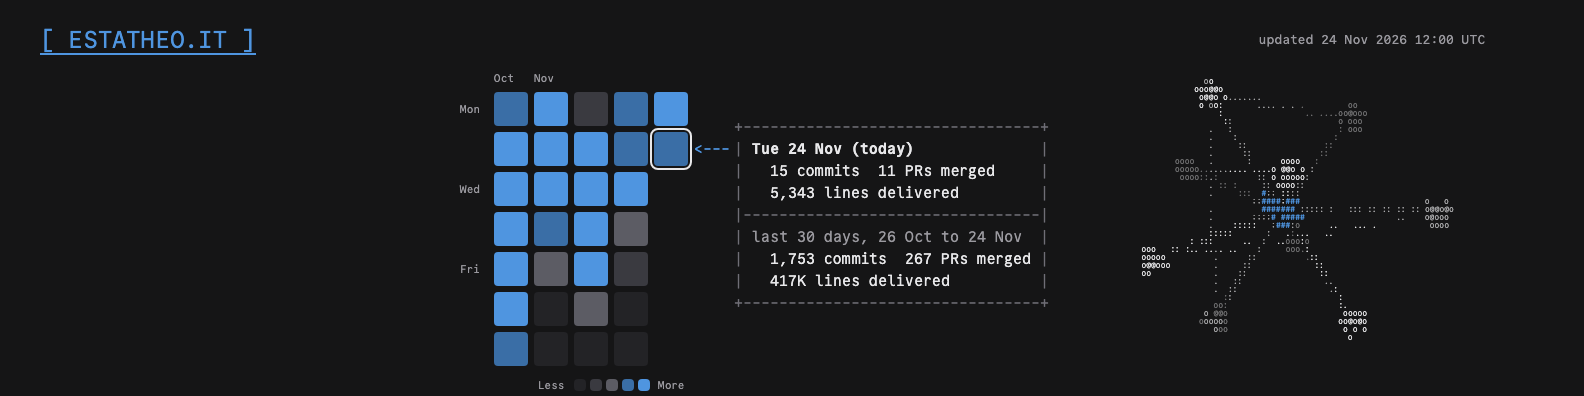 [ ESTATHEO.IT ]
updated 24 Nov 2026 12:00 UTC
Oct Nov
Mon
Wed
Fri
Less More
<--- Tue 24 Nov (today)
15 commits 11 PRs merged
5,343 lines delivered
last 30 days, 26 Oct to 24 Nov
1,753 commits 267 PRs merged
417K lines delivered